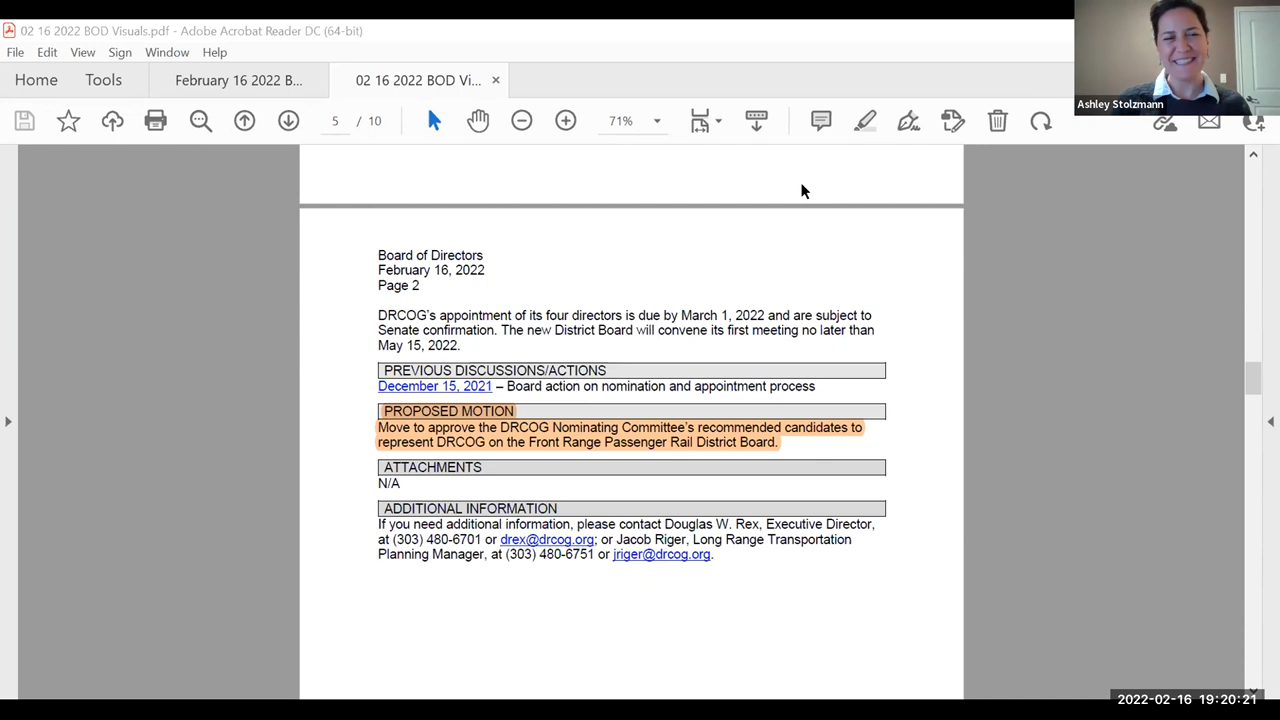 02 16 2022 BOD Visuals.pdf - Adobe Acrobat Reader DC (64-bit)
File Edit View Sign Window Help
Home Tools February 16 2022 B... 02 16 2022 BOD Vi... ×
5 / 10 71%
Ashley Stolzmann
Board of Directors
February 16, 2022
Page 2
DRCOG's appointment of its four directors is due by March 1, 2022 and are subject to
Senate confirmation. The new District Board will convene its first meeting no later than
May 15, 2022.
PREVIOUS DISCUSSIONS/ACTIONS
December 15, 2021 – Board action on nomination and appointment process
PROPOSED MOTION
Move to approve the DRCOG Nominating Committee's recommended candidates to
represent DRCOG on the Front Range Passenger Rail District Board.
ATTACHMENTS
N/A
ADDITIONAL INFORMATION
If you need additional information, please contact Douglas W. Rex, Executive Director,
at (303) 480-6701 or drex@drcog.org; or Jacob Riger, Long Range Transportation
Planning Manager, at (303) 480-6751 or jriger@drcog.org.
2022-02-16 19:20:21